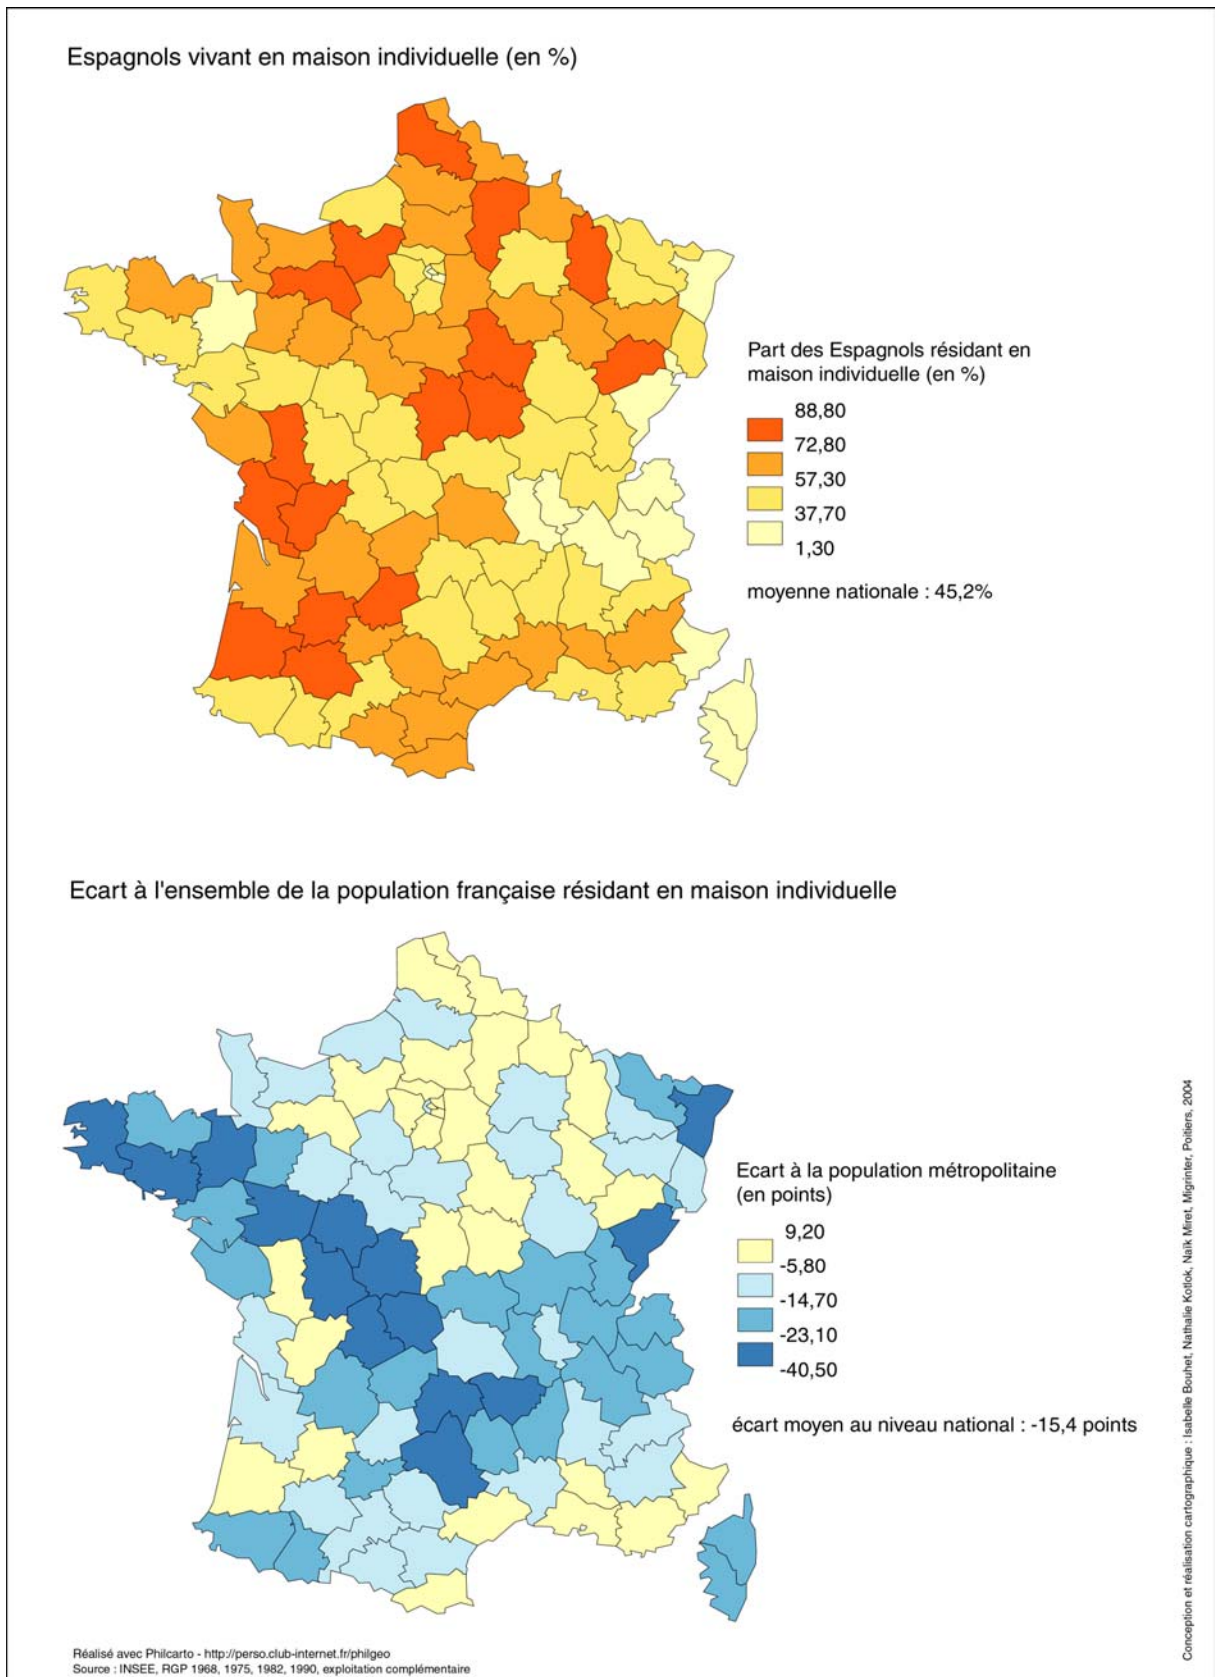 Espagnols vivant en maison individuelle (en %)
Part des Espagnols résidant en
maison individuelle (en %)
88,80
72,80
57,30
37,70
1,30
moyenne nationale : 45,2%
Ecart à l'ensemble de la population française résidant en maison individuelle
Ecart à la population métropolitaine
(en points)
9,20
-5,80
-14,70
-23,10
-40,50
écart moyen au niveau national : -15,4 points
Conception et réalisation cartographique : Isabelle Bouhet, Nathalie Kotlok, Naïk Miret, Migrinter, Poitiers, 2004
Réalisé avec Philcarto - http://perso.club-internet.fr/philgeo
Source : INSEE, RGP 1968, 1975, 1982, 1990, exploitation complémentaire